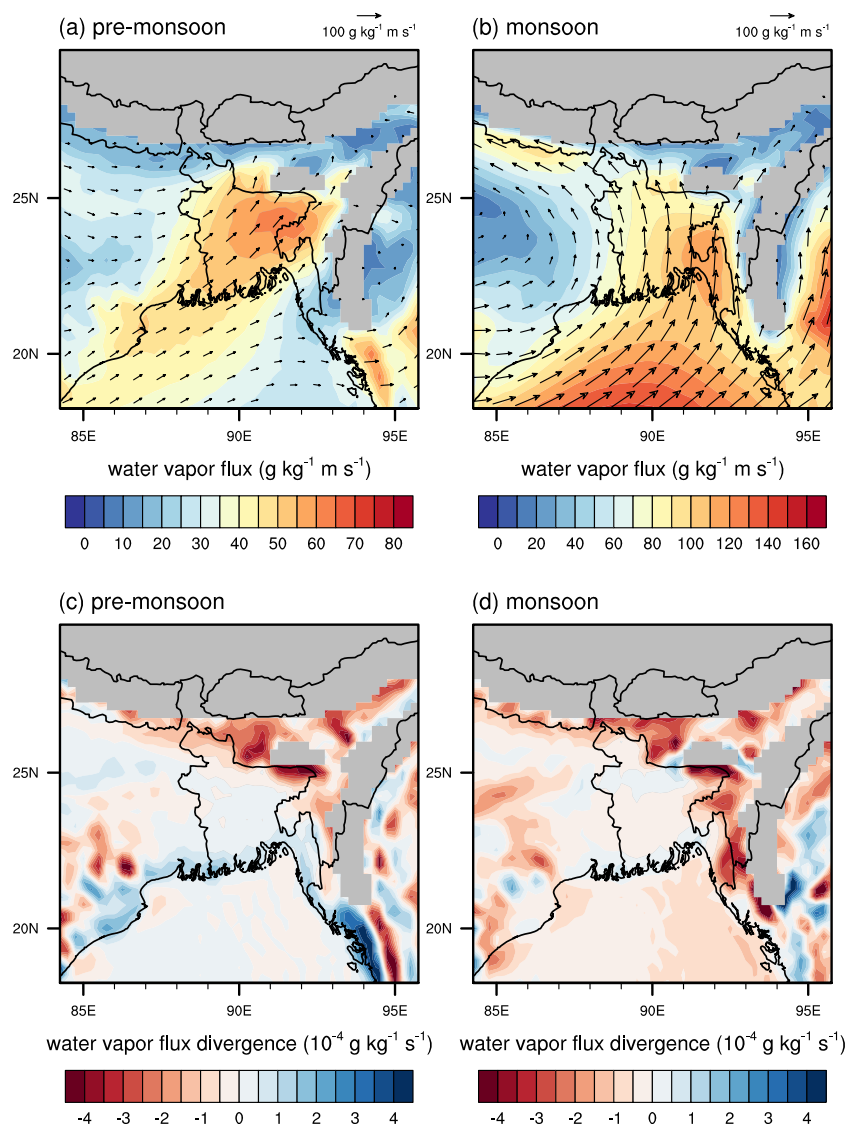 (a) pre-monsoon
100 g kg⁻¹ m s⁻¹
(b) monsoon
100 g kg⁻¹ m s⁻¹
25N
20N
85E 90E 95E
25N
20N
85E 90E 95E
water vapor flux (g kg⁻¹ m s⁻¹)
0 10 20 30 40 50 60 70 80
water vapor flux (g kg⁻¹ m s⁻¹)
0 20 40 60 80 100 120 140 160
(c) pre-monsoon
(d) monsoon
25N
20N
85E 90E 95E
25N
20N
85E 90E 95E
water vapor flux divergence (10⁻⁴ g kg⁻¹ s⁻¹)
-4 -3 -2 -1 0 1 2 3 4
water vapor flux divergence (10⁻⁴ g kg⁻¹ s⁻¹)
-4 -3 -2 -1 0 1 2 3 4